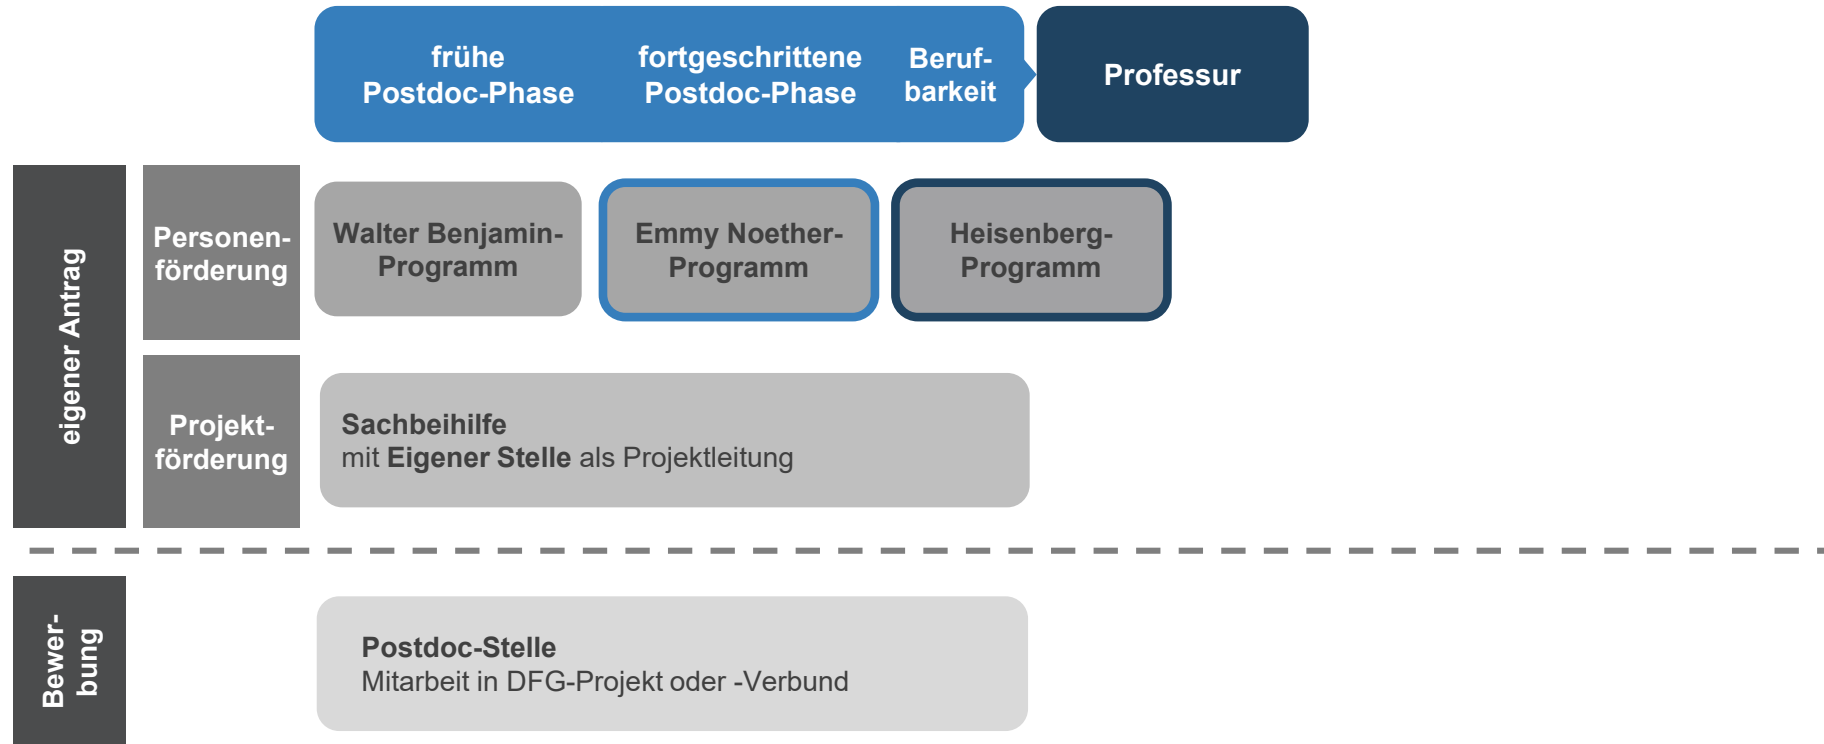 frühe
Postdoc-Phase
fortgeschrittene
Postdoc-Phase
Beruf-
barkeit
Professur
eigener Antrag
Personen-
förderung
Walter Benjamin-
Programm
Emmy Noether-
Programm
Heisenberg-
Programm
Projekt-
förderung
Sachbeihilfe
mit Eigener Stelle als Projektleitung
Bewer-
bung
Postdoc-Stelle
Mitarbeit in DFG-Projekt oder -Verbund